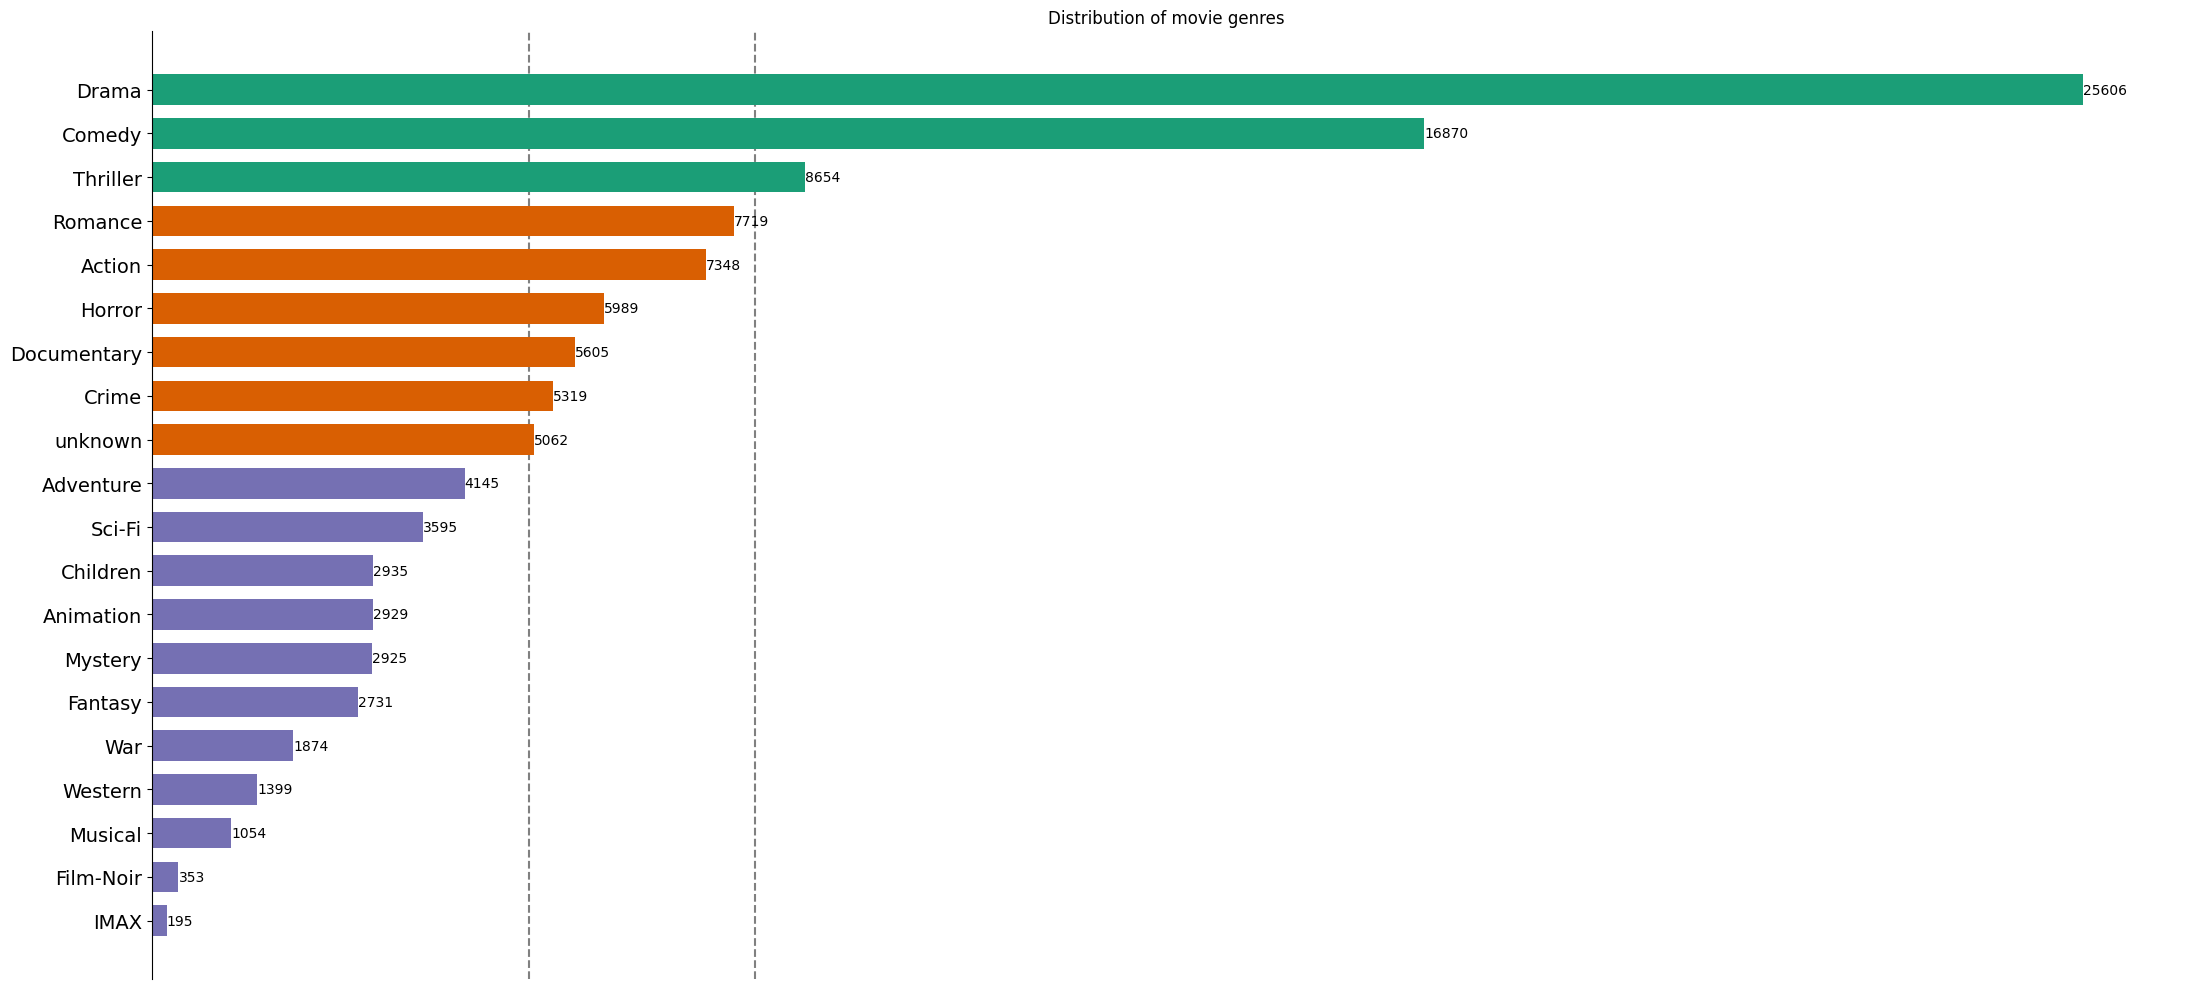 Distribution of movie genres
Drama 25606
Comedy 16870
Thriller 8654
Romance 7719
Action 7348
Horror 5989
Documentary 5605
Crime 5319
unknown 5062
Adventure 4145
Sci-Fi 3595
Children 2935
Animation 2929
Mystery 2925
Fantasy 2731
War 1874
Western 1399
Musical 1054
Film-Noir 353
IMAX 195